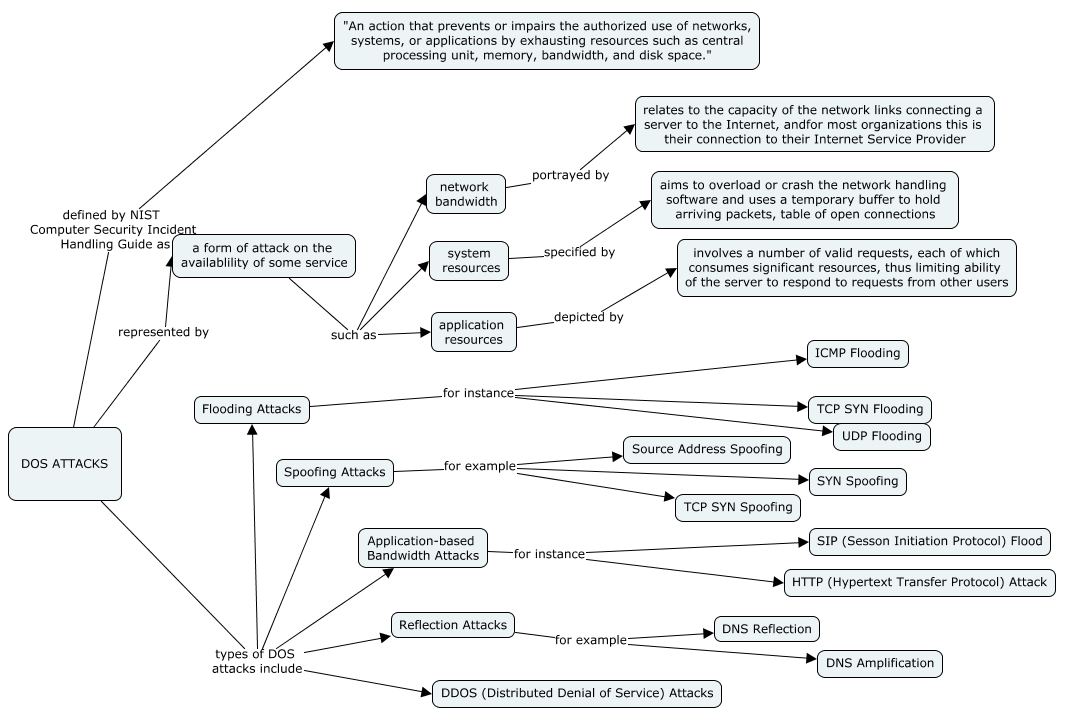 "An action that prevents or impairs the authorized use of networks,
systems, or applications by exhausting resources such as central
processing unit, memory, bandwidth, and disk space."
relates to the capacity of the network links connecting a
server to the Internet, andfor most organizations this is
their connection to their Internet Service Provider
portrayed by
network
bandwidth
aims to overload or crash the network handling
software and uses a temporary buffer to hold
arriving packets, table of open connections
defined by NIST
Computer Security Incident
Handling Guide as
a form of attack on the
availablility of some service
system
resources
specified by
involves a number of valid requests, each of which
consumes significant resources, thus limiting ability
of the server to respond to requests from other users
represented by
such as
application
resources
depicted by
ICMP Flooding
Flooding Attacks
for instance
TCP SYN Flooding
UDP Flooding
DOS ATTACKS
Spoofing Attacks
for example
Source Address Spoofing
SYN Spoofing
TCP SYN Spoofing
Application-based
Bandwidth Attacks
for instance
SIP (Sesson Initiation Protocol) Flood
HTTP (Hypertext Transfer Protocol) Attack
Reflection Attacks
for example
DNS Reflection
DNS Amplification
types of DOS
attacks include
DDOS (Distributed Denial of Service) Attacks